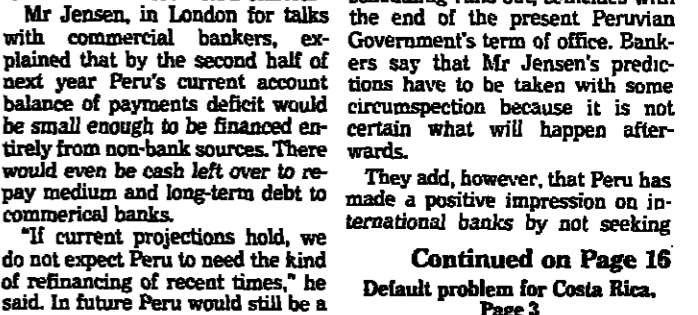 Mr Jensen, in London for talks
with commercial bankers, ex-
plained that by the second half of
next year Peru's current account
balance of payments deficit would
be small enough to be financed en-
tirely from non-bank sources. There
would even be cash left over to re-
pay medium and long-term debt to
commerical banks.
"If current projections hold, we
do not expect Peru to need the kind
of refinancing of recent times," he
said. In future Peru would still be a
the end of the present Peruvian
Government's term of office. Bank-
ers say that Mr Jensen's predic-
tions have to be taken with some
circumspection because it is not
certain what will happen after-
wards.
They add, however, that Peru has
made a positive impression on in-
ternational banks by not seeking
Continued on Page 16
Default problem for Costa Rica,
Page 3